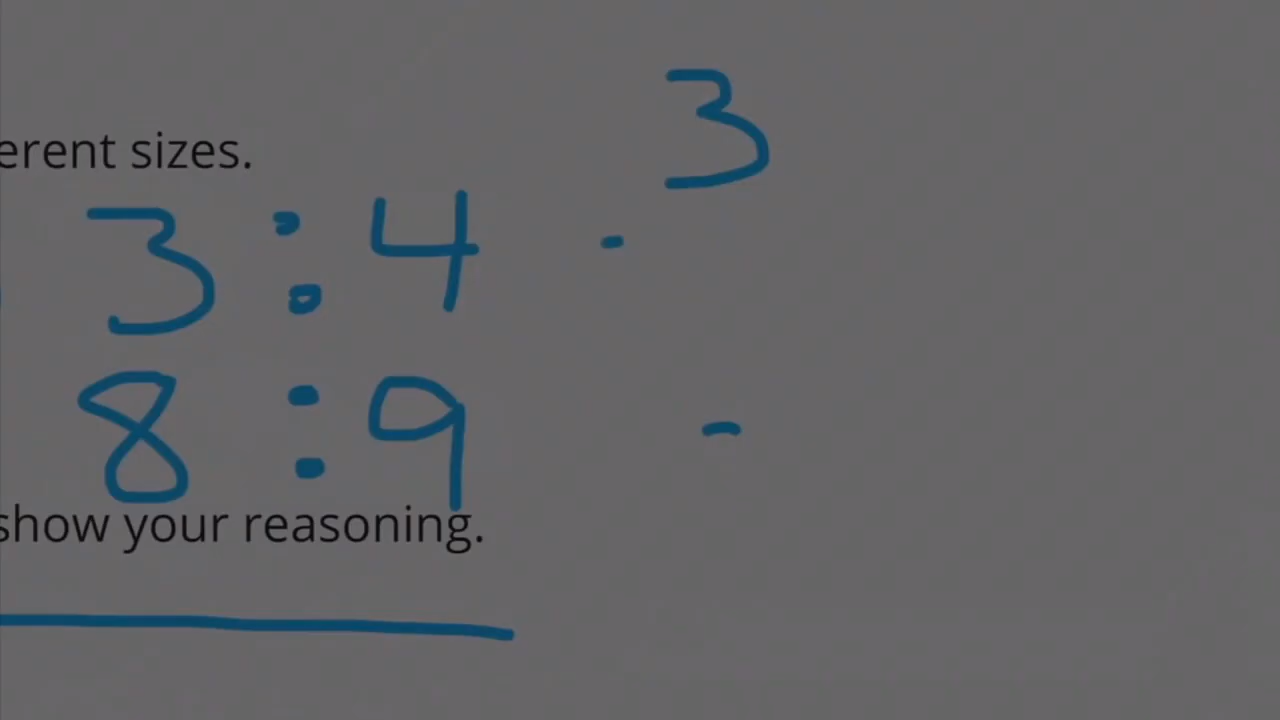 erent sizes.
3
3 : 4 ·
8 : 9 -
show your reasoning.